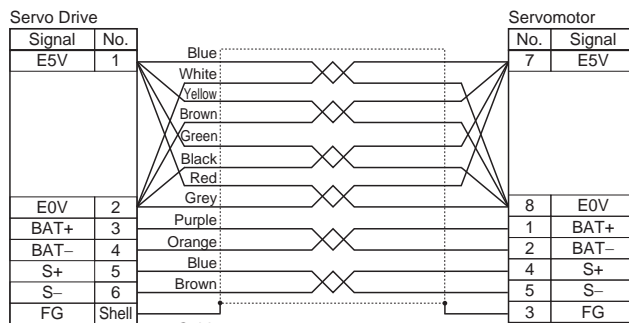 Servo Drive Servomotor
Signal No. No. Signal
E5V 1 Blue 7 E5V
White
Yellow
Brown
Green
Black
Red
Grey
E0V 2 8 E0V
Purple
BAT+ 3 1 BAT+
Orange
BAT− 4 2 BAT−
Blue
S+ 5 4 S+
Brown
S− 6 5 S−
FG Shell 3 FG